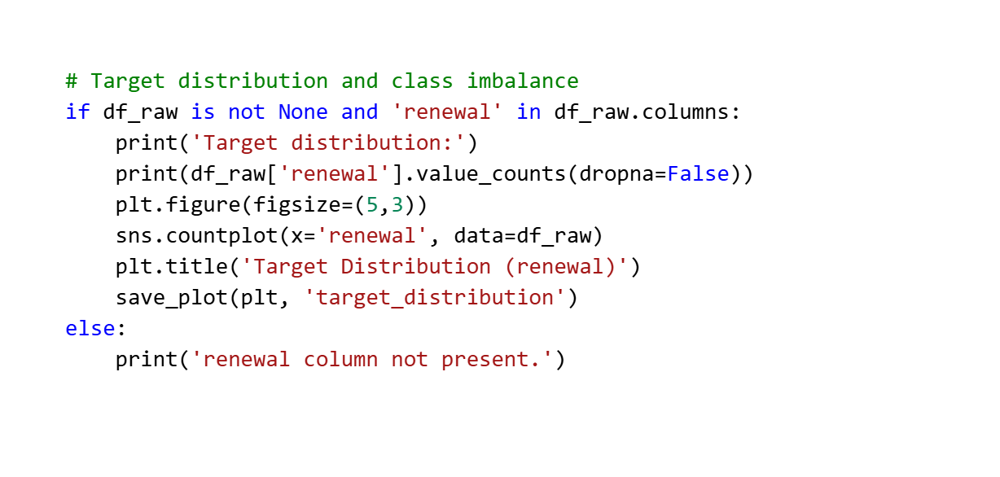 # Target distribution and class imbalance
if df_raw is not None and 'renewal' in df_raw.columns:
    print('Target distribution:')
    print(df_raw['renewal'].value_counts(dropna=False))
    plt.figure(figsize=(5,3))
    sns.countplot(x='renewal', data=df_raw)
    plt.title('Target Distribution (renewal)')
    save_plot(plt, 'target_distribution')
else:
    print('renewal column not present.')